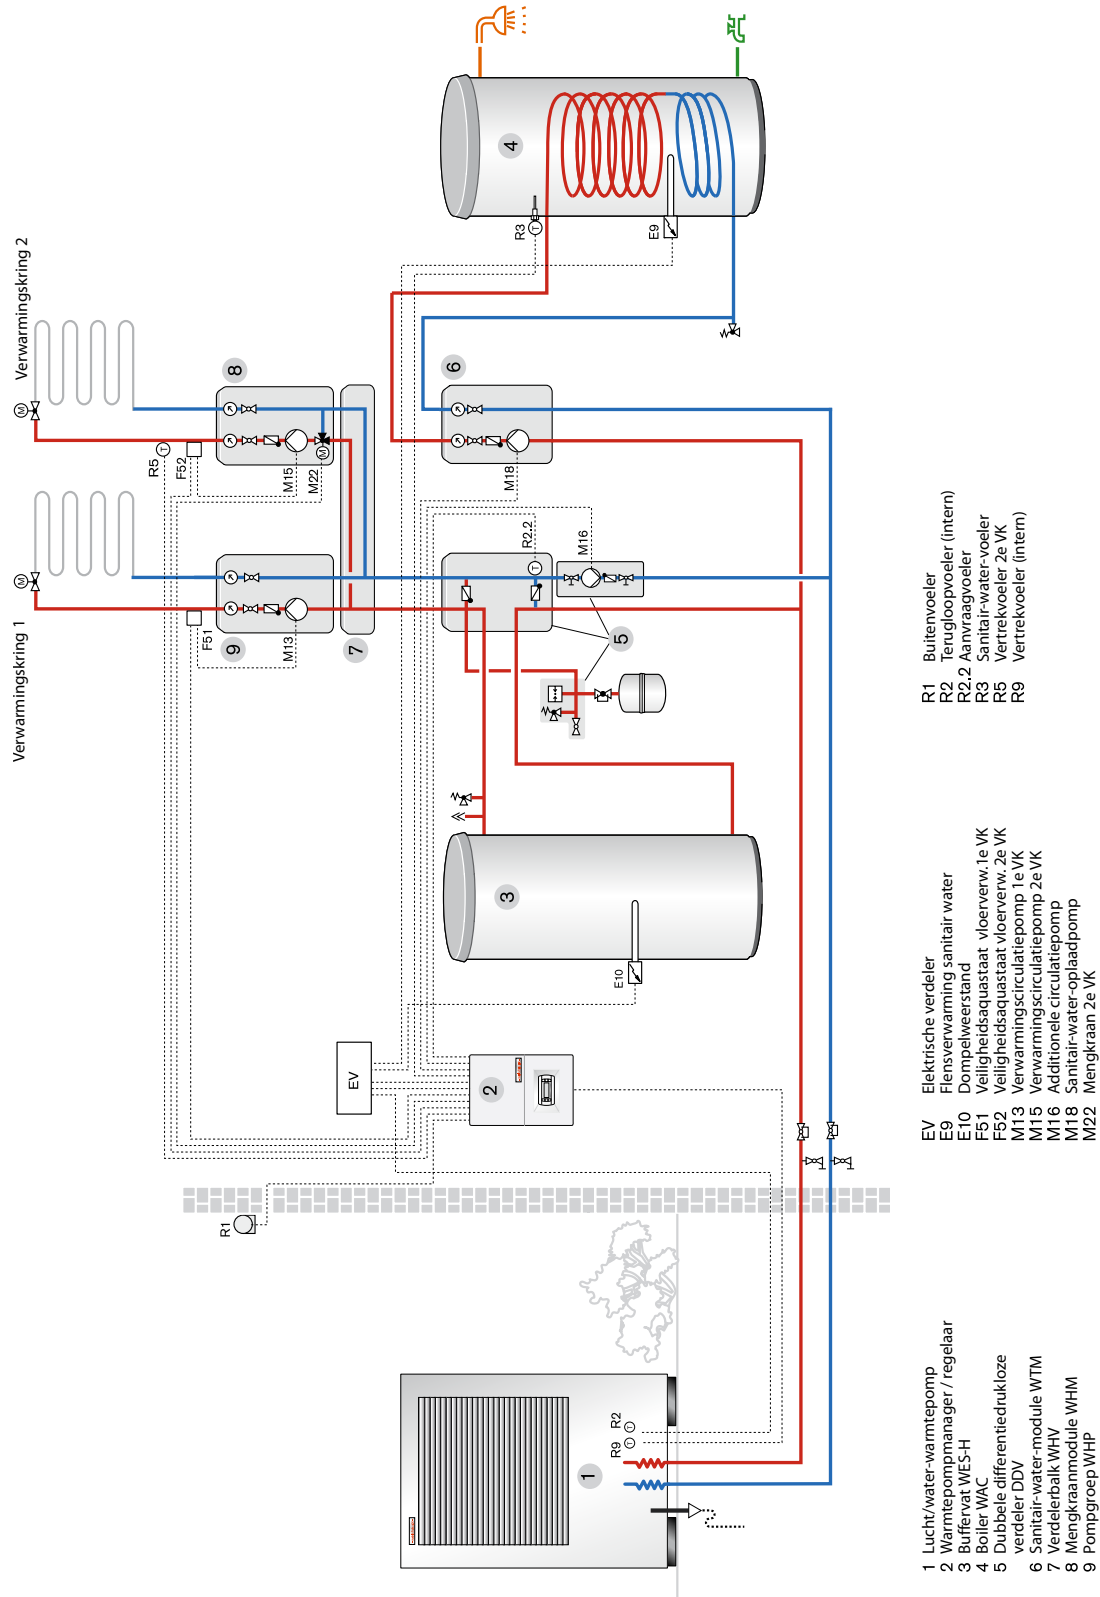 Verwarmingskring 1
Verwarmingskring 2
M
M
R5
T
F52
F51
9
8
M13
M15
M22
M
7
R1
EV
2
3
E10
5
R2.2
T
M16
6
M18
4
R3
T
E9
1
R9
R2
T
T
1 Lucht/water-warmtepomp
2 Warmtepompmanager / regelaar
3 Buffervat WES-H
4 Boiler WAC
5 Dubbele differentiedrukloze
verdeler DDV
6 Sanitair-water-module WTM
7 Verdelerbalk WHV
8 Mengkraanmodule WHM
9 Pompgroep WHP
EV Elektrische verdeler
E9 Flensverwarming sanitair water
E10 Dompelweerstand
F51 Veiligheidsaquastaat vloerverw.1e VK
F52 Veiligheidsaquastaat vloerverw. 2e VK
M13 Verwarmingscirculatiepomp 1e VK
M15 Verwarmingscirculatiepomp 2e VK
M16 Additionele circulatiepomp
M18 Sanitair-water-oplaadpomp
M22 Mengkraan 2e VK
R1 Buitenvoeler
R2 Terugloopvoeler (intern)
R2.2 Aanvraagvoeler
R3 Sanitair-water-voeler
R5 Vertrekvoeler 2e VK
R9 Vertrekvoeler (intern)